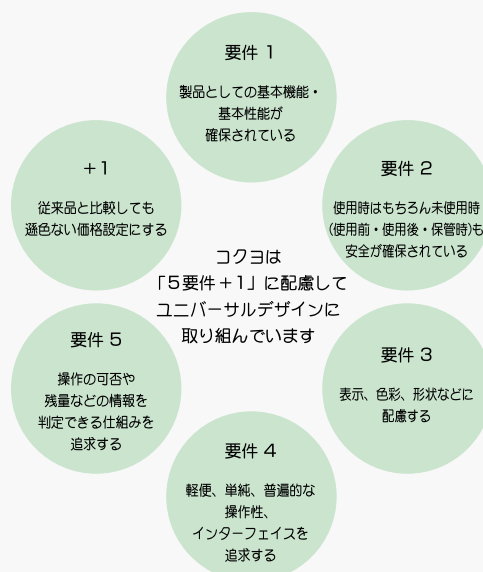 要件 1
製品としての基本機能・
基本性能が
確保されている
要件 2
使用時はもちろん未使用時
(使用前・使用後・保管時)も
安全が確保されている
要件 3
表示、色彩、形状などに
配慮する
要件 4
軽便、単純、普遍的な
操作性、
インターフェイスを
追求する
要件 5
操作の可否や
残量などの情報を
判定できる仕組みを
追求する
+1
従来品と比較しても
遜色ない価格設定にする
コクヨは
「5要件+1」に配慮して
ユニバーサルデザインに
取り組んでいます